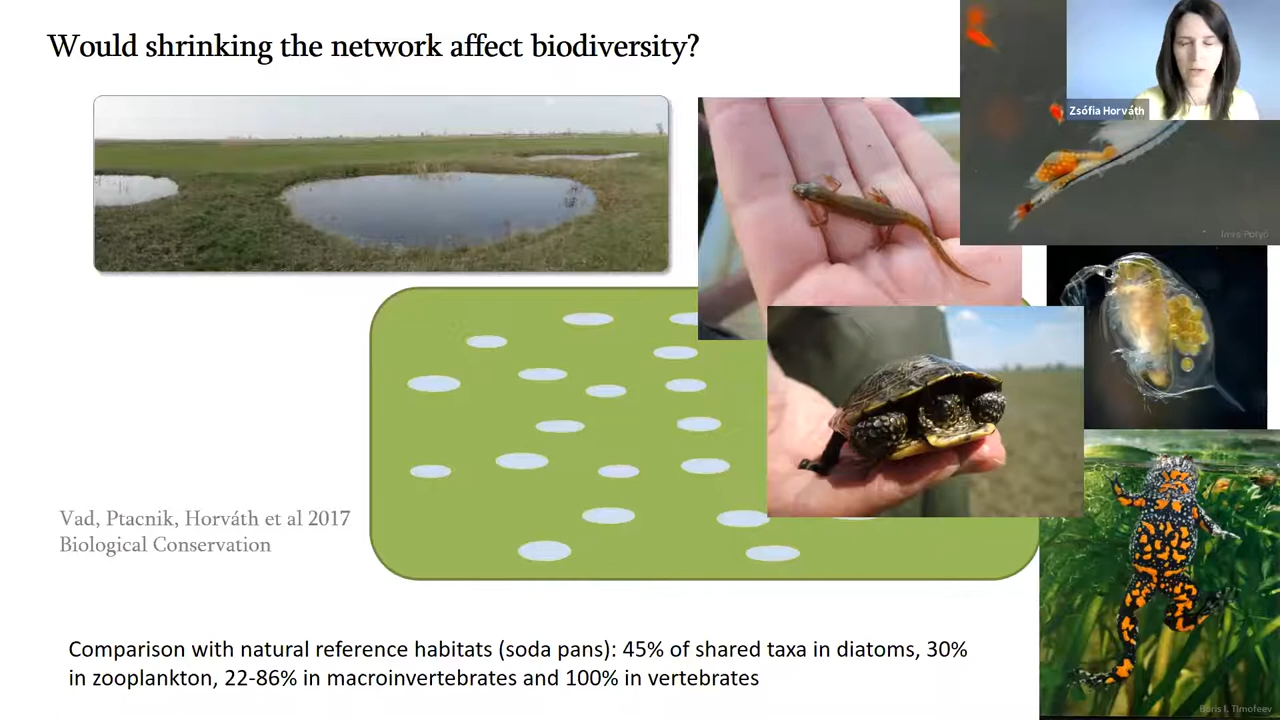 Would shrinking the network affect biodiversity?
Zsófia Horváth
Imre Potyó
Vad, Ptacnik, Horváth et al 2017
Biological Conservation
Comparison with natural reference habitats (soda pans): 45% of shared taxa in diatoms, 30%
in zooplankton, 22-86% in macroinvertebrates and 100% in vertebrates
Boris I. Timofeev